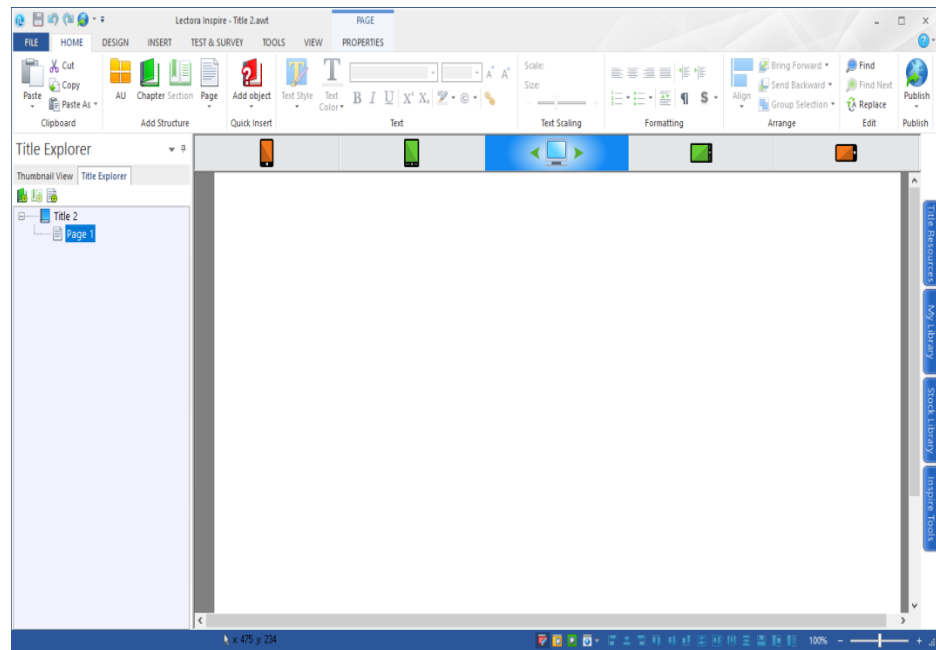 Lectora Inspire - Title 2.awt
PAGE
FILE HOME DESIGN INSERT TEST & SURVEY TOOLS VIEW PROPERTIES
Paste
Cut
Copy
Paste As
Clipboard
AU Chapter Section Page
Add Structure
Add object
Quick Insert
Text Style
Text Color
B I U X² X₂
Text
Scale:
Size:
Text Scaling
Formatting
Align
Bring Forward
Send Backward
Group Selection
Arrange
Find
Find Next
Replace
Edit
Publish
Publish
Title Explorer
Thumbnail View Title Explorer
Title 2
Page 1
Title Resources
My Library
Stock Library
Inspire Tools
x: 475 y: 234
100%